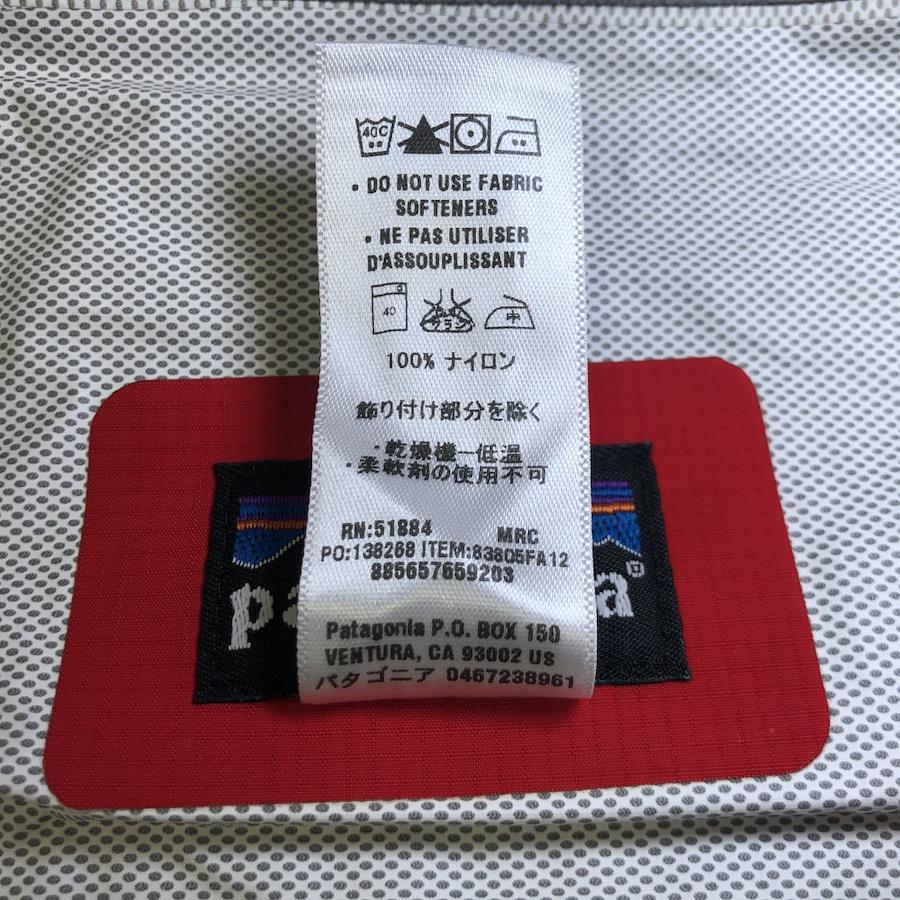 40C
• DO NOT USE FABRIC
SOFTENERS
• NE PAS UTILISER
D'ASSOUPLISSANT
40
中
100% ナイロン
飾り付け部分を除く
・乾燥機ー低温
・柔軟剤の使用不可
RN:51884 MRC
PO:138268 ITEM:83805FA12
885657659203
Patagonia P.O. BOX 150
VENTURA, CA 93002 US
パタゴニア 0467238961
pa a®